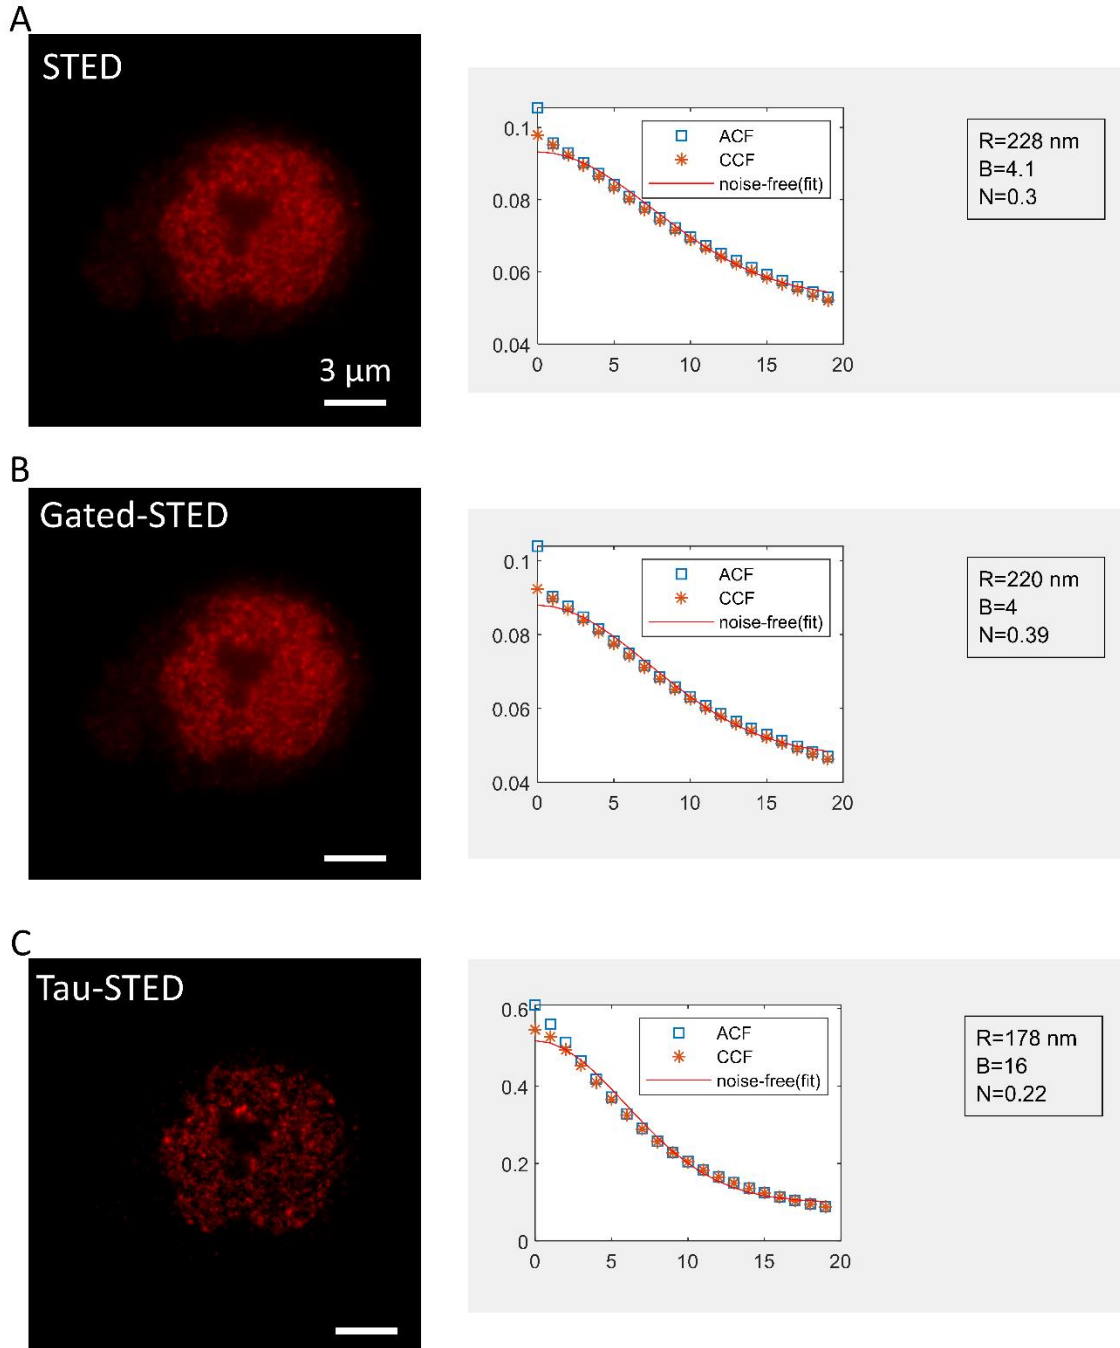 A
STED
3 µm
0.1
0.08
0.06
0.04
0
5
10
15
20
ACF
CCF
noise-free(fit)
R=228 nm
B=4.1
N=0.3
B
Gated-STED
0.1
0.08
0.06
0.04
0
5
10
15
20
ACF
CCF
noise-free(fit)
R=220 nm
B=4
N=0.39
C
Tau-STED
0.6
0.4
0.2
0
0
5
10
15
20
ACF
CCF
noise-free(fit)
R=178 nm
B=16
N=0.22